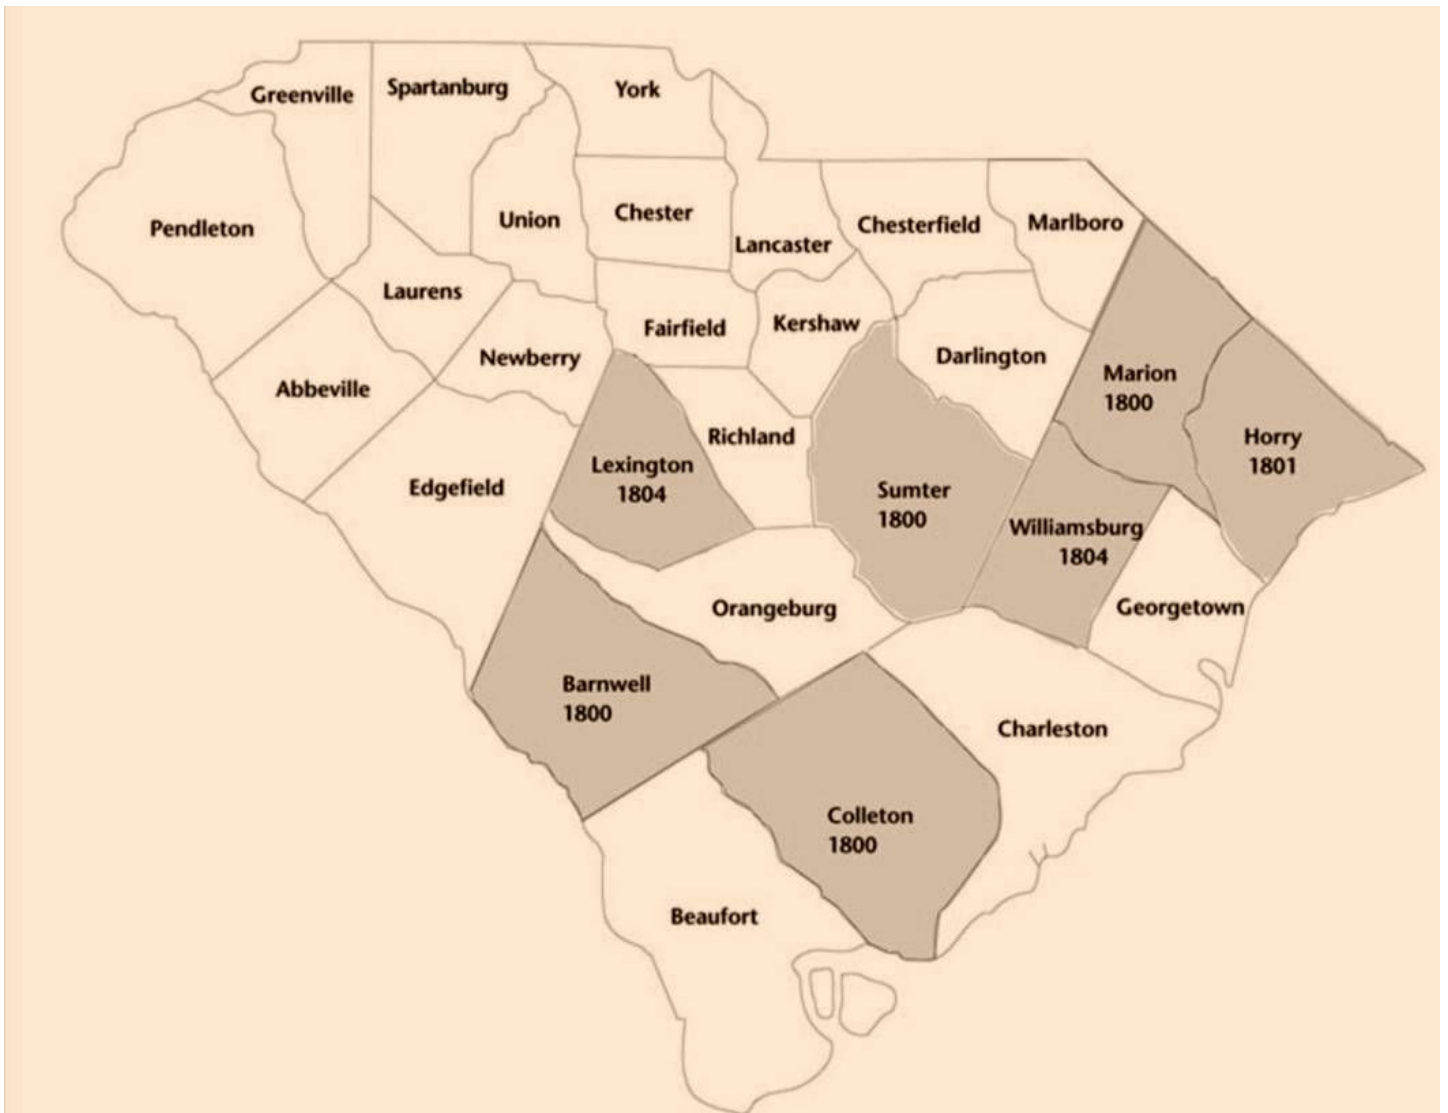 Greenville
Spartanburg
York
Pendleton
Union
Chester
Lancaster
Chesterfield
Marlboro
Laurens
Newberry
Fairfield
Kershaw
Darlington
Abbeville
Marion
1800
Edgefield
Lexington
1804
Richland
Sumter
1800
Horry
1801
Williamsburg
1804
Orangeburg
Georgetown
Barnwell
1800
Charleston
Colleton
1800
Beaufort